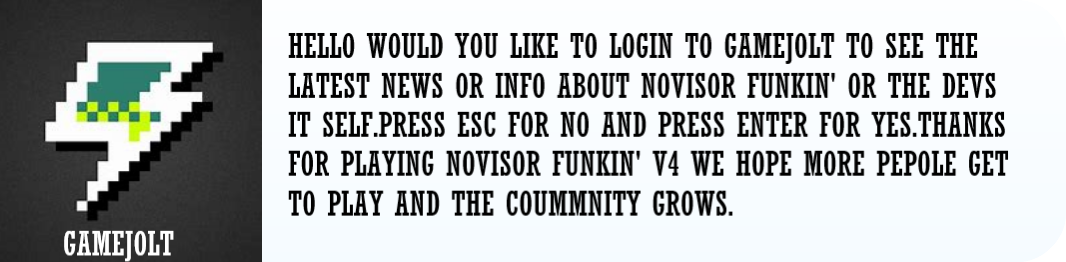 HELLO WOULD YOU LIKE TO LOGIN TO GAMEJOLT TO SEE THE
LATEST NEWS OR INFO ABOUT NOVISOR FUNKIN' OR THE DEVS
IT SELF.PRESS ESC FOR NO AND PRESS ENTER FOR YES.THANKS
FOR PLAYING NOVISOR FUNKIN' V4 WE HOPE MORE PEPOLE GET
TO PLAY AND THE COUMMNITY GROWS.
GAMEJOLT